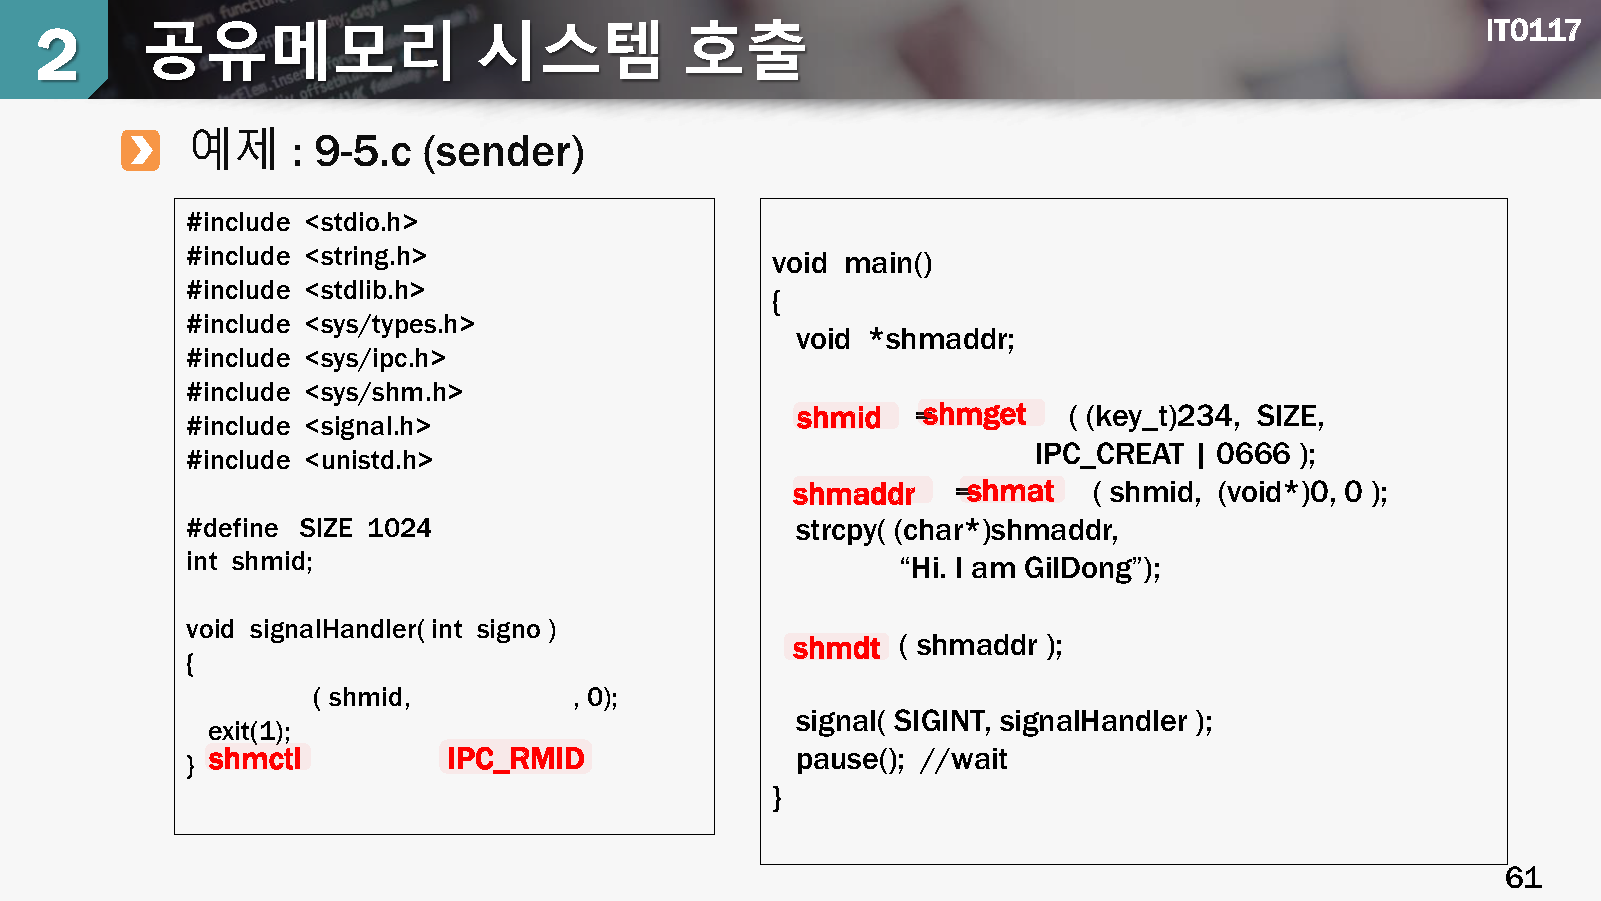 2
공유메모리 시스템 호출
IT0117
예제 : 9-5.c (sender)
#include <stdio.h>
#include <string.h>
#include <stdlib.h>
#include <sys/types.h>
#include <sys/ipc.h>
#include <sys/shm.h>
#include <signal.h>
#include <unistd.h>
#define SIZE 1024
int shmid;
void signalHandler( int signo )
{
( shmid, , 0);
exit(1);
} shmctl IPC_RMID
void main()
{
void *shmaddr;
shmid =shmget ( (key_t)234, SIZE,
IPC_CREAT | 0666 );
shmaddr =shmat ( shmid, (void*)0, 0 );
strcpy( (char*)shmaddr,
“Hi. I am GilDong”);
shmdt ( shmaddr );
signal( SIGINT, signalHandler );
pause(); //wait
}
61